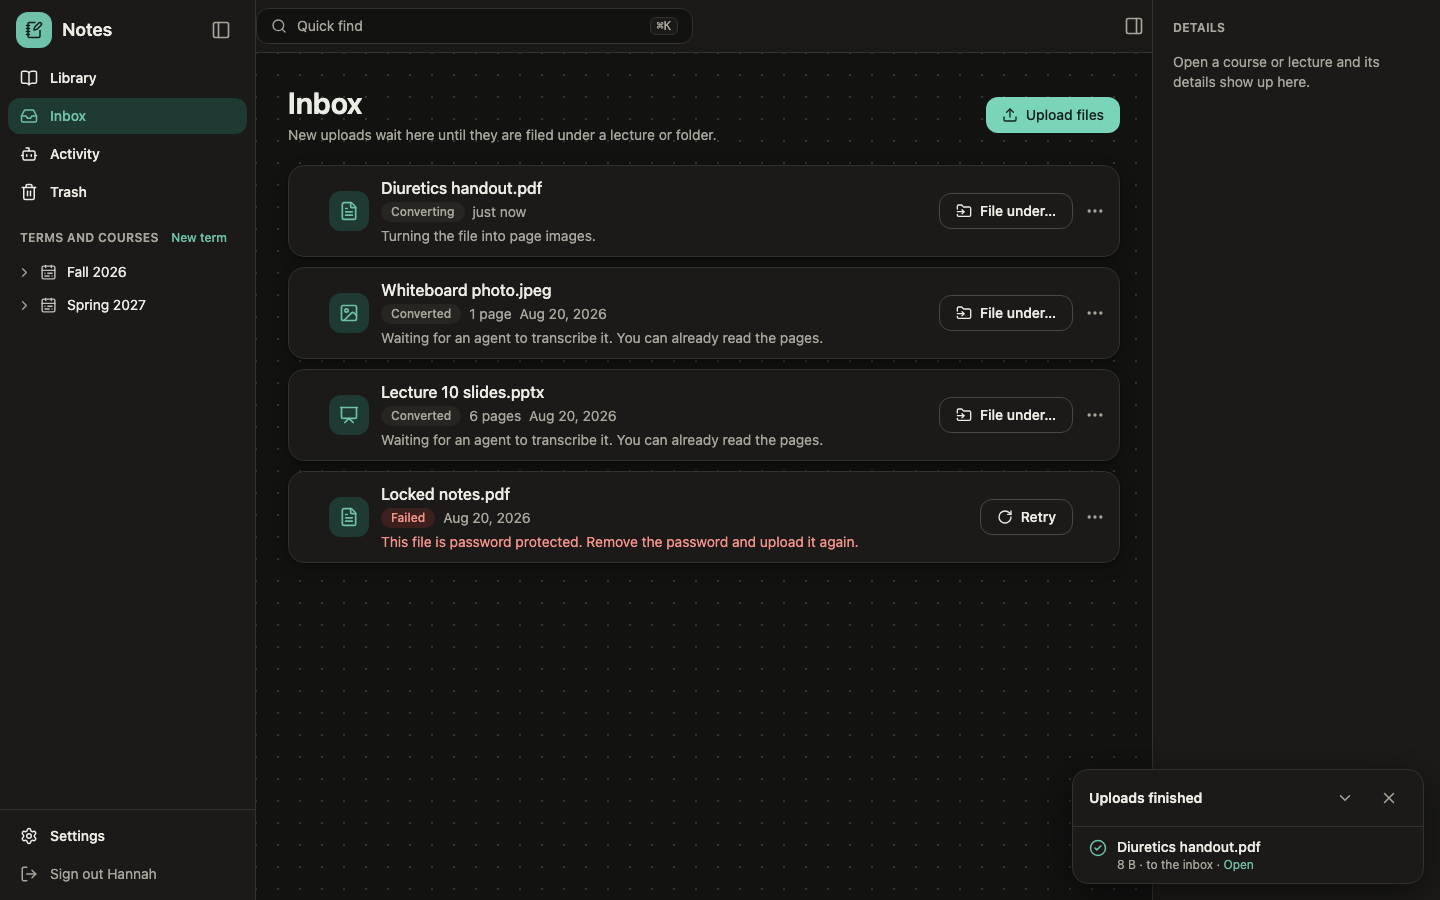 Notes
Library
Inbox
Activity
Trash
TERMS AND COURSES New term
Fall 2026
Spring 2027
Settings
Sign out Hannah
Quick find ⌘K
Inbox
New uploads wait here until they are filed under a lecture or folder.
Upload files
Diuretics handout.pdf
Converting just now
Turning the file into page images.
File under...
Whiteboard photo.jpeg
Converted 1 page Aug 20, 2026
Waiting for an agent to transcribe it. You can already read the pages.
File under...
Lecture 10 slides.pptx
Converted 6 pages Aug 20, 2026
Waiting for an agent to transcribe it. You can already read the pages.
File under...
Locked notes.pdf
Failed Aug 20, 2026
This file is password protected. Remove the password and upload it again.
Retry
DETAILS
Open a course or lecture and its
details show up here.
Uploads finished
Diuretics handout.pdf
8 B · to the inbox · Open